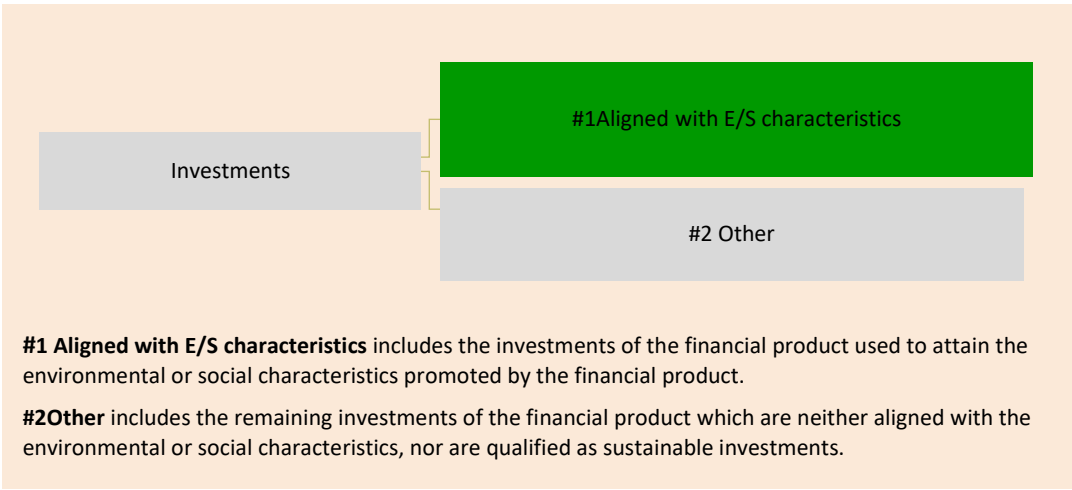 #1Aligned with E/S characteristics
Investments
#2 Other
#1 Aligned with E/S characteristics includes the investments of the financial product used to attain the
environmental or social characteristics promoted by the financial product.
#2Other includes the remaining investments of the financial product which are neither aligned with the
environmental or social characteristics, nor are qualified as sustainable investments.